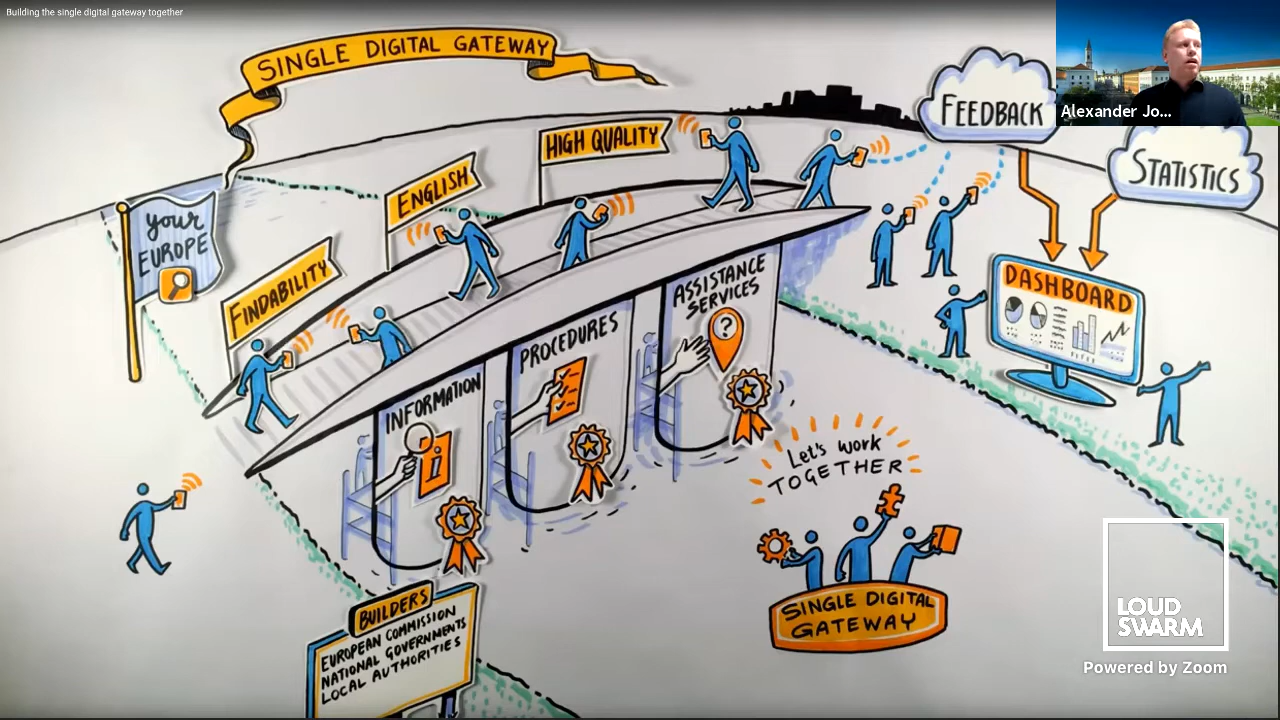 Building the single digital gateway together
SINGLE DIGITAL GATEWAY
FEEDBACK
Alexander Jo...
STATISTICS
HIGH QUALITY
ENGLISH
your
EUROPE
FINDABILITY
DASHBOARD
ASSISTANCE
SERVICES
?
PROCEDURES
INFORMATION
i
Let's work
TOGETHER
SINGLE DIGITAL
GATEWAY
BUILDERS
EUROPEAN COMMISSION
NATIONAL GOVERNMENTS
LOCAL AUTHORITIES
LOUD
SWARM
Powered by Zoom